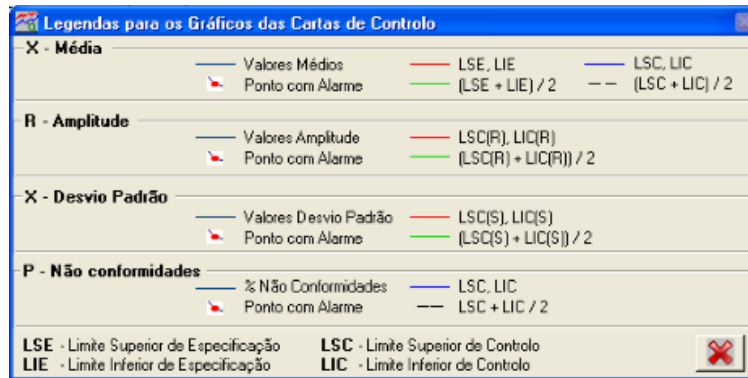 Legendas para os Gráficos das Cartas de Controlo
X - Média
Valores Médios LSE, LIE LSC, LIC
Ponto com Alarme (LSE + LIE) / 2 (LSC + LIC) / 2
R - Amplitude
Valores Amplitude LSC(R), LIC(R)
Ponto com Alarme (LSC(R) + LIC(R)) / 2
X - Desvio Padrão
Valores Desvio Padrão LSC(S), LIC(S)
Ponto com Alarme (LSC(S) + LIC(S)) / 2
P - Não conformidades
% Não Conformidades LSC, LIC
Ponto com Alarme LSC + LIC / 2
LSE - Limite Superior de Especificação LSC - Limite Superior de Controlo
LIE - Limite Inferior de Especificação LIC - Limite Inferior de Controlo